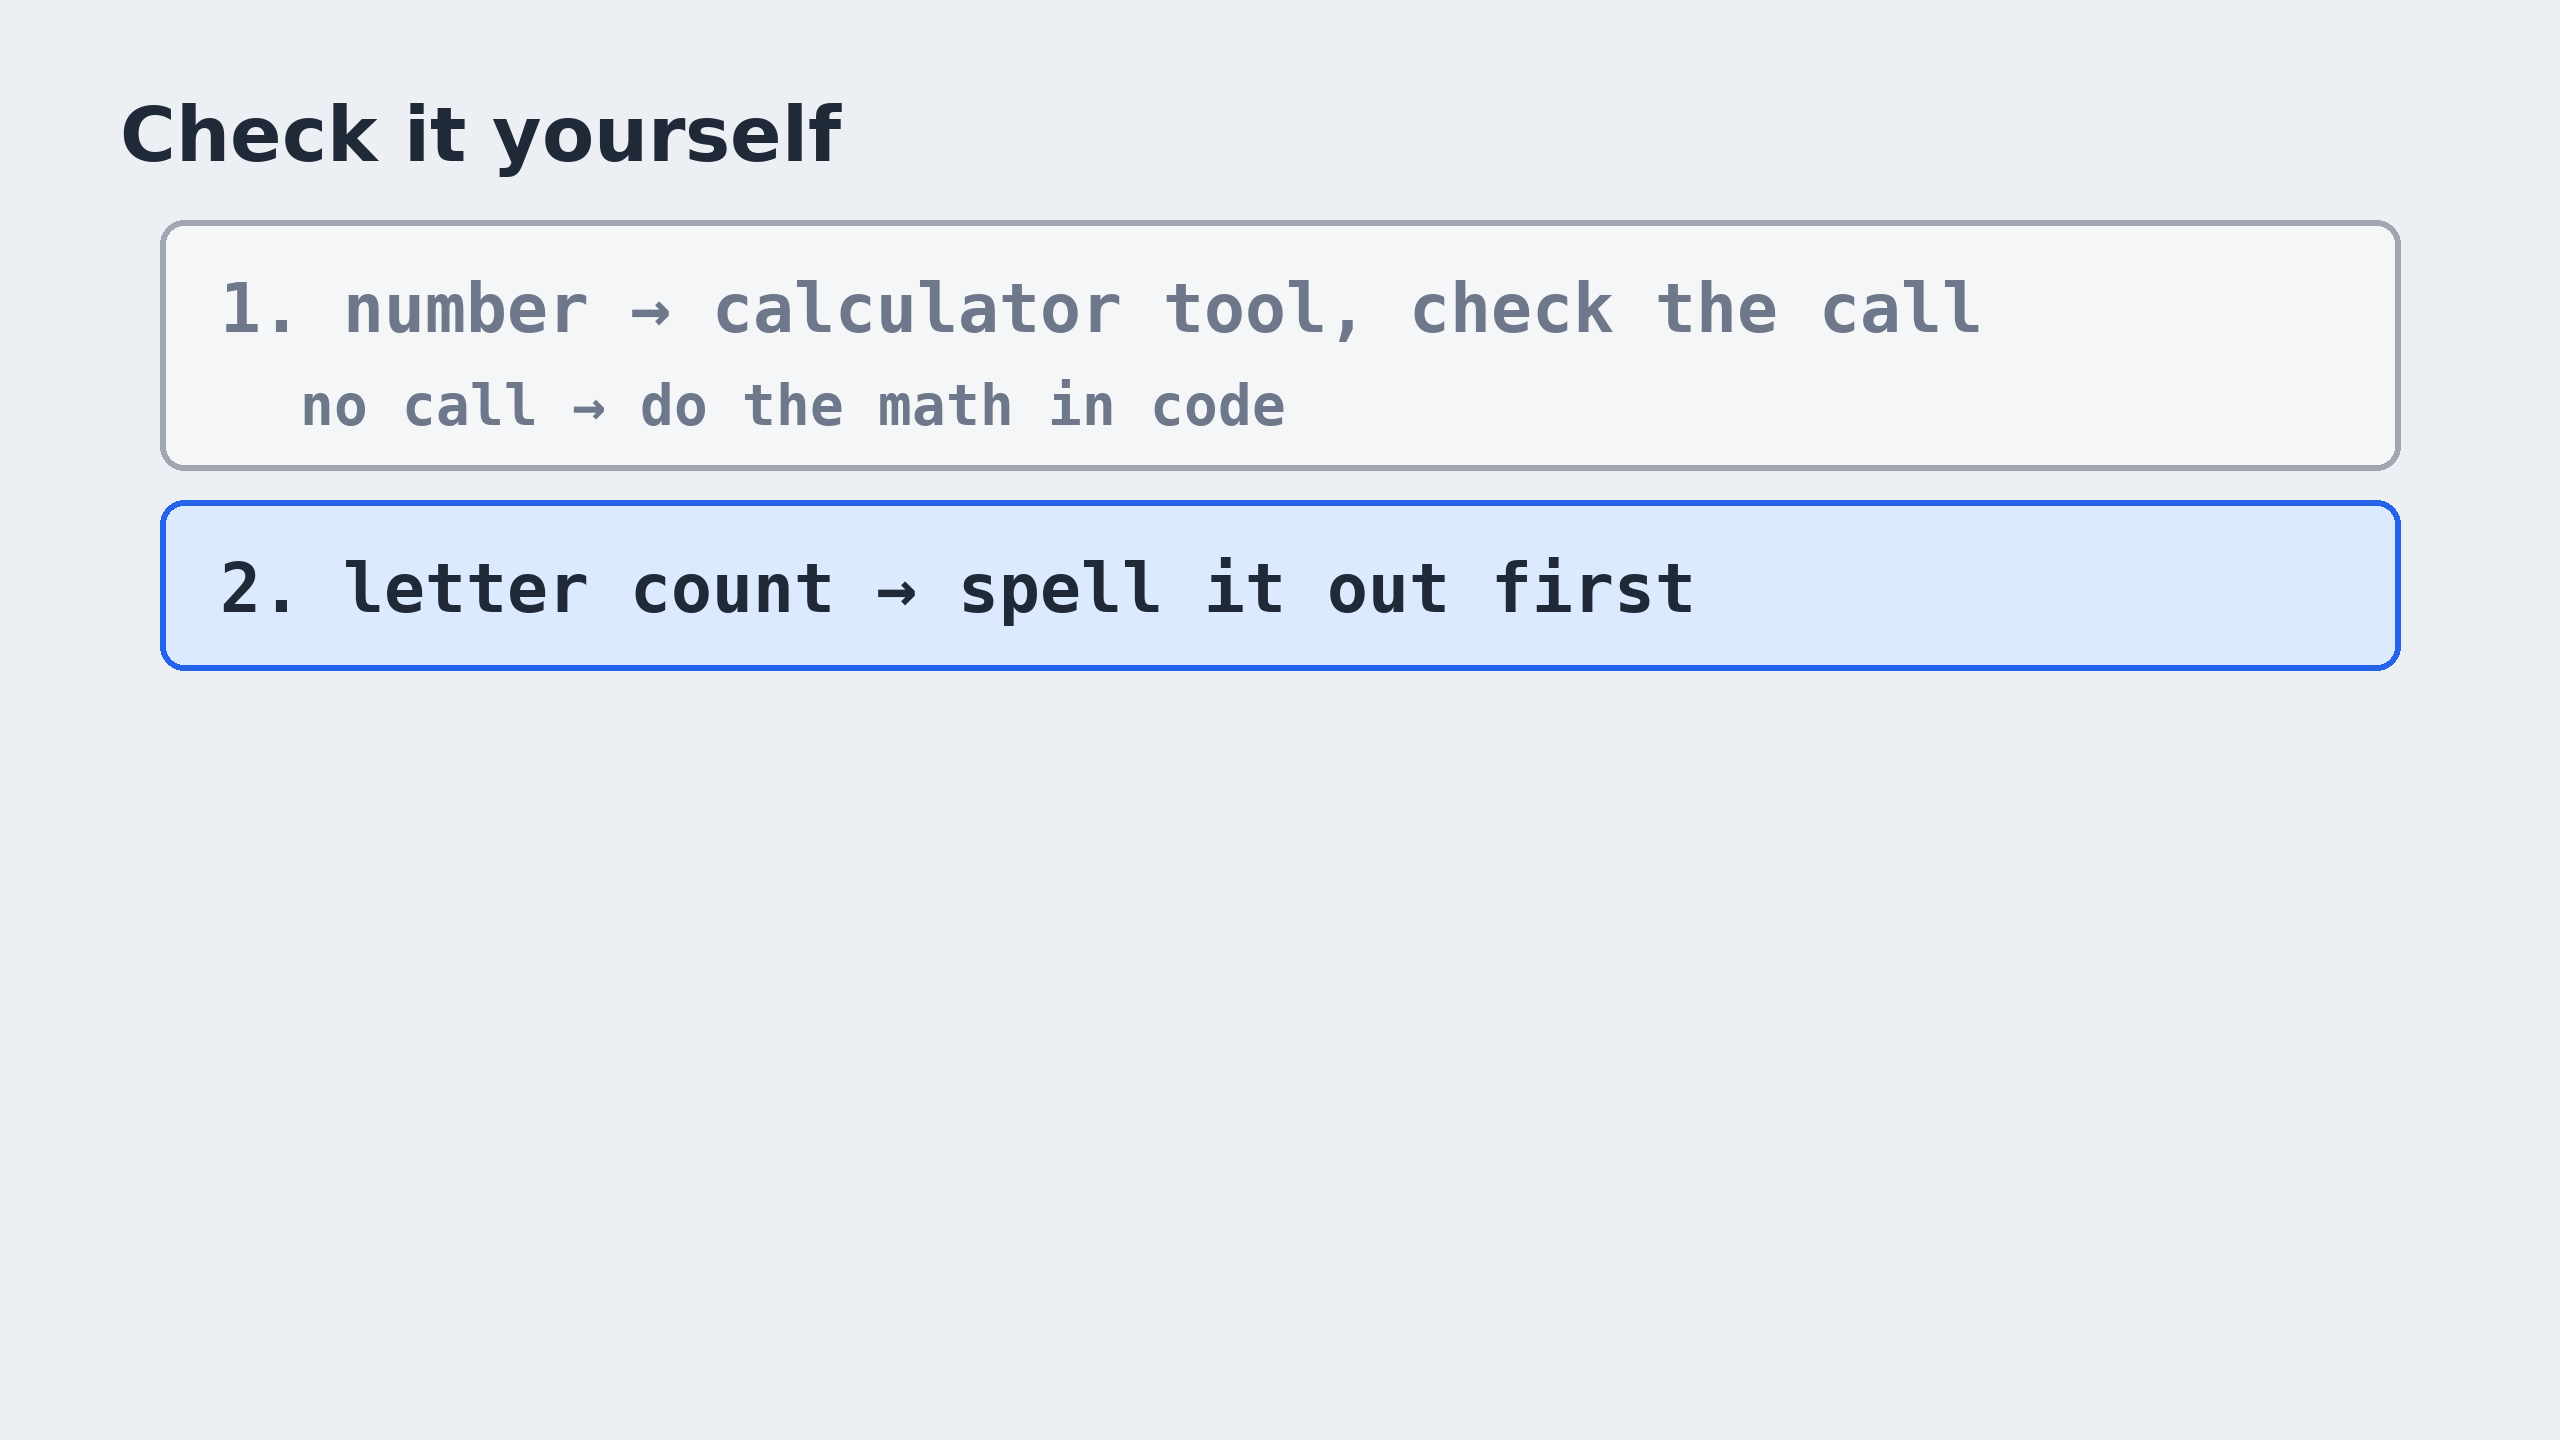 Check it yourself
1. number → calculator tool, check the call
no call → do the math in code
2. letter count → spell it out first